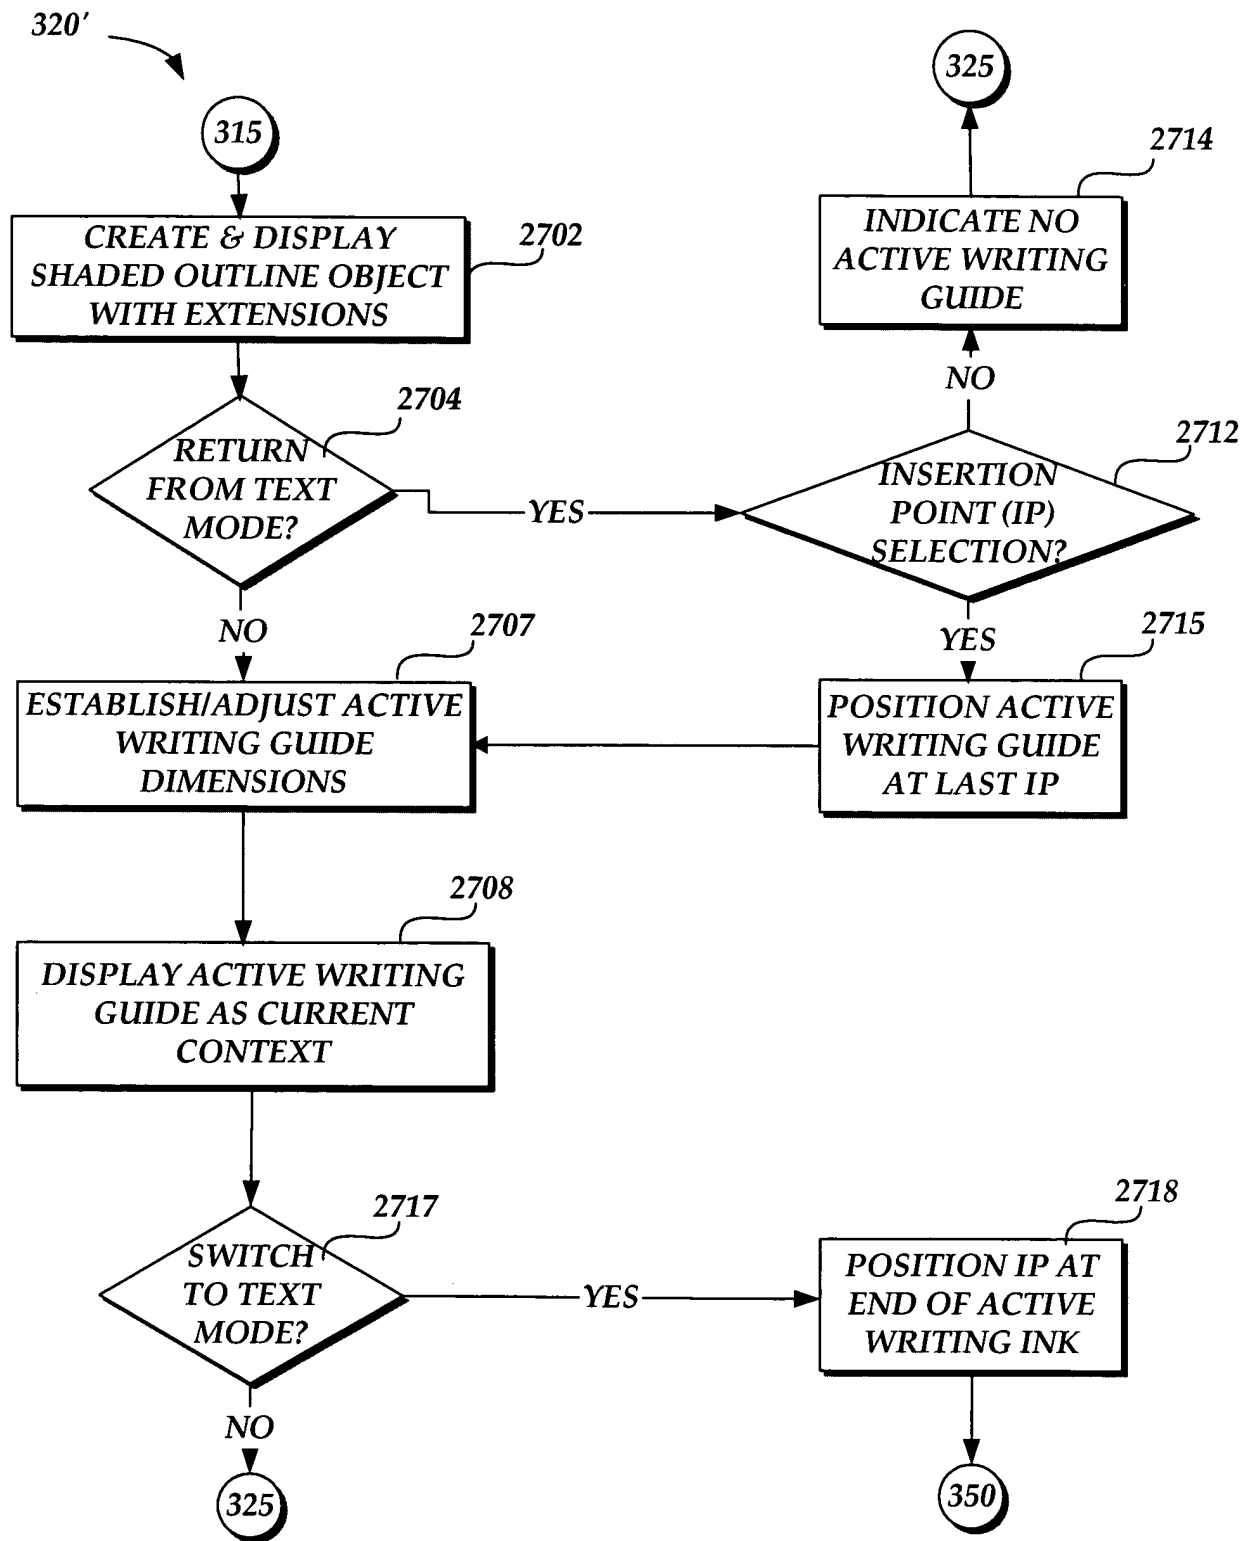 320'
315
325
2714
INDICATE NO
ACTIVE WRITING
GUIDE
2702
CREATE & DISPLAY
SHADED OUTLINE OBJECT
WITH EXTENSIONS
NO
2704
RETURN
FROM TEXT
MODE?
YES
2712
INSERTION
POINT (IP)
SELECTION?
NO
YES
2707
ESTABLISH/ADJUST ACTIVE
WRITING GUIDE
DIMENSIONS
2715
POSITION ACTIVE
WRITING GUIDE
AT LAST IP
2708
DISPLAY ACTIVE WRITING
GUIDE AS CURRENT
CONTEXT
2717
SWITCH
TO TEXT
MODE?
YES
2718
POSITION IP AT
END OF ACTIVE
WRITING INK
NO
325
350